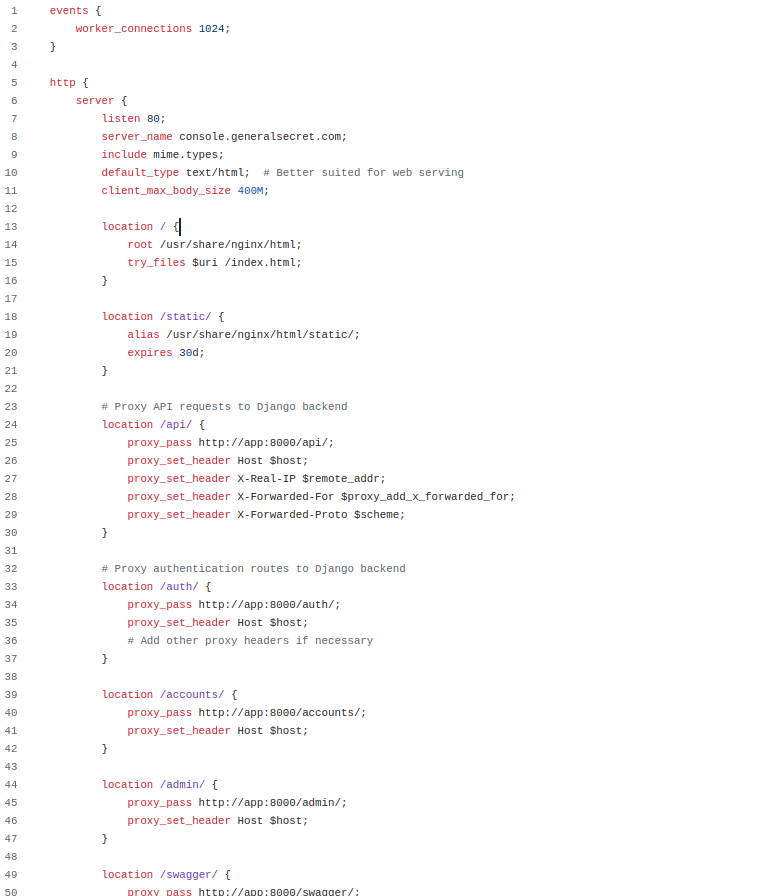 1 events {
2 worker_connections 1024;
3 }
4
5 http {
6 server {
7 listen 80;
8 server_name console.generalsecret.com;
9 include mime.types;
10 default_type text/html;  # Better suited for web serving
11 client_max_body_size 400M;
12
13 location / {
14 root /usr/share/nginx/html;
15 try_files $uri /index.html;
16 }
17
18 location /static/ {
19 alias /usr/share/nginx/html/static/;
20 expires 30d;
21 }
22
23 # Proxy API requests to Django backend
24 location /api/ {
25 proxy_pass http://app:8000/api/;
26 proxy_set_header Host $host;
27 proxy_set_header X-Real-IP $remote_addr;
28 proxy_set_header X-Forwarded-For $proxy_add_x_forwarded_for;
29 proxy_set_header X-Forwarded-Proto $scheme;
30 }
31
32 # Proxy authentication routes to Django backend
33 location /auth/ {
34 proxy_pass http://app:8000/auth/;
35 proxy_set_header Host $host;
36 # Add other proxy headers if necessary
37 }
38
39 location /accounts/ {
40 proxy_pass http://app:8000/accounts/;
41 proxy_set_header Host $host;
42 }
43
44 location /admin/ {
45 proxy_pass http://app:8000/admin/;
46 proxy_set_header Host $host;
47 }
48
49 location /swagger/ {
50 proxy_pass http://app:8000/swagger/;